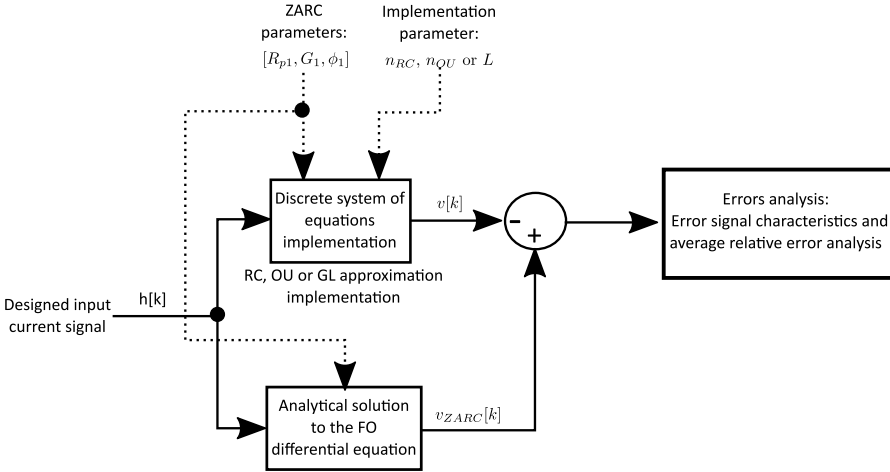 ZARC
parameters:
[R_{p1}, G_1, ϕ_1]
Implementation
parameter:
n_{RC}, n_{OU} or L
Discrete system of
equations
implementation
RC, OU or GL approximation
implementation
v[k]
-
+
Errors analysis:
Error signal characteristics and
average relative error analysis
Designed input
current signal
h[k]
Analytical solution
to the FO
differential equation
v_{ZARC}[k]